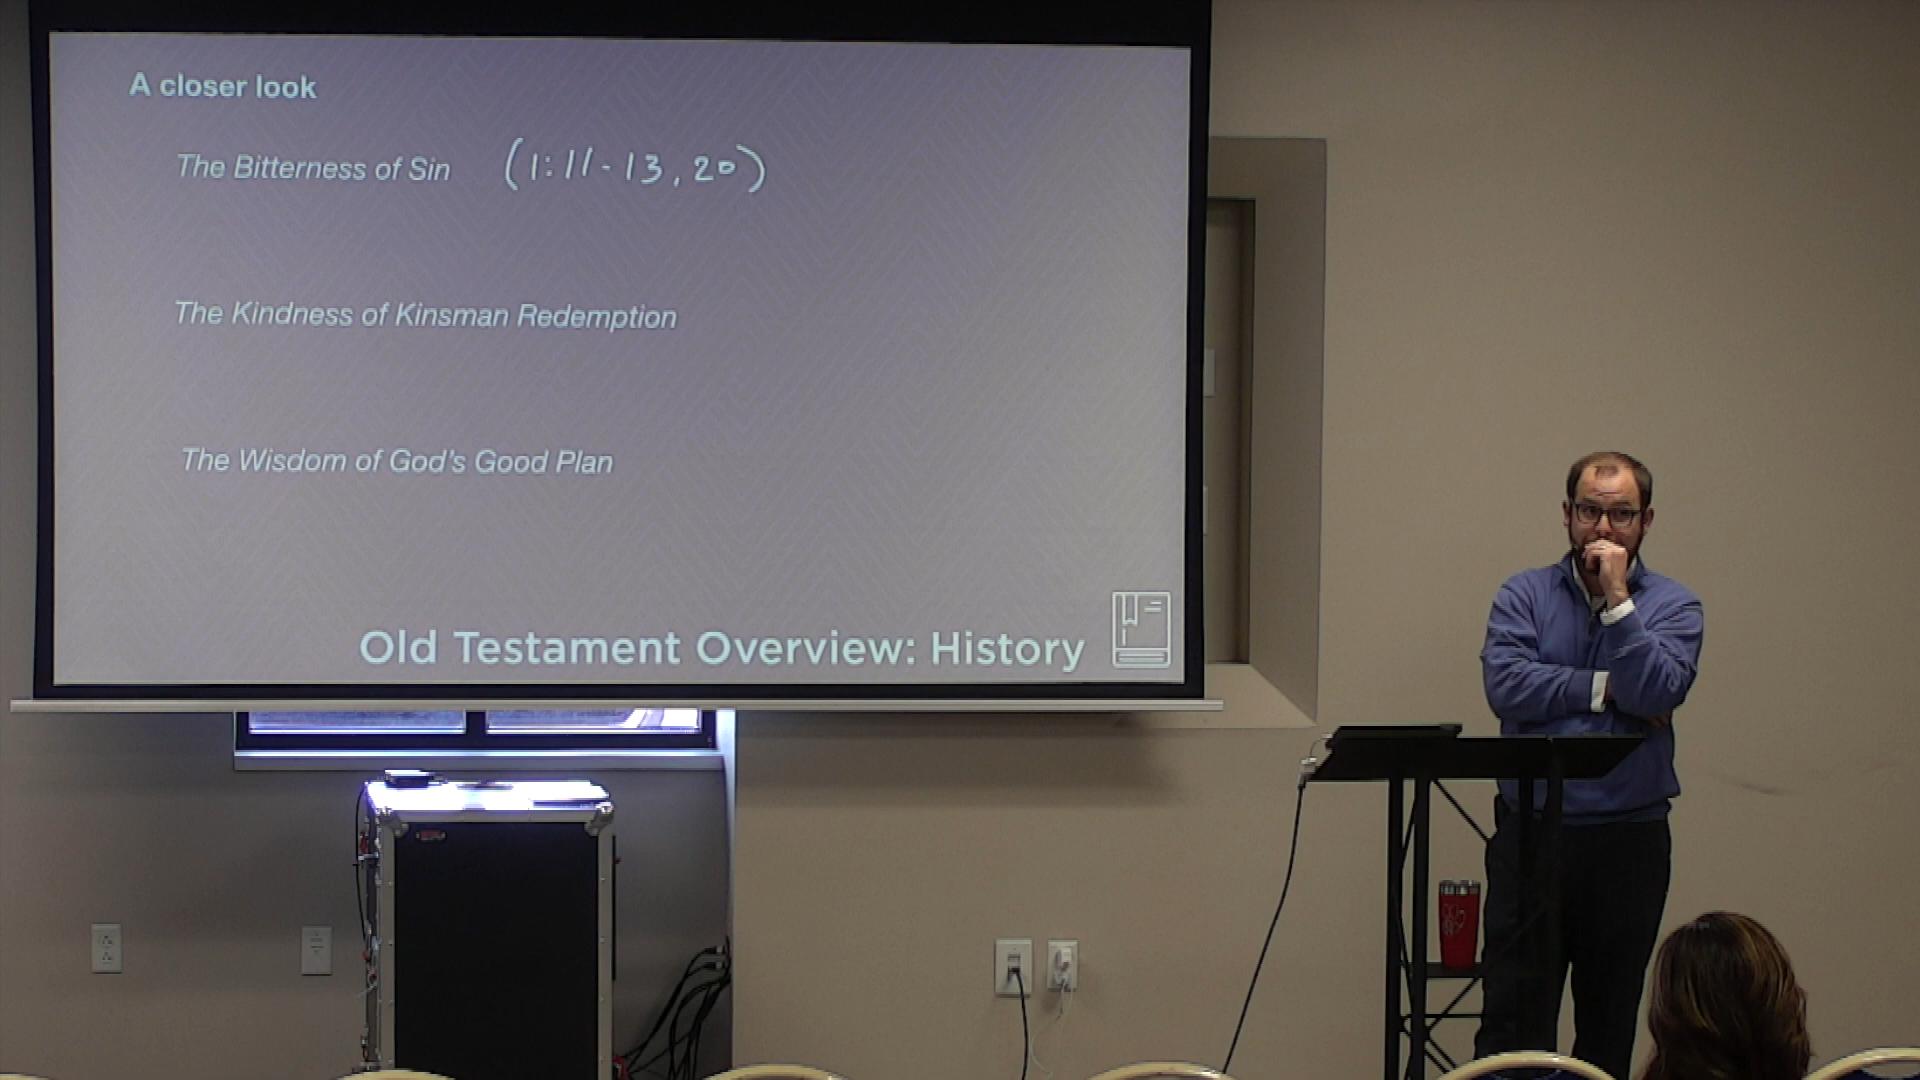 A closer look
The Bitterness of Sin (1:11-13, 20)
The Kindness of Kinsman Redemption
The Wisdom of God's Good Plan
Old Testament Overview: History